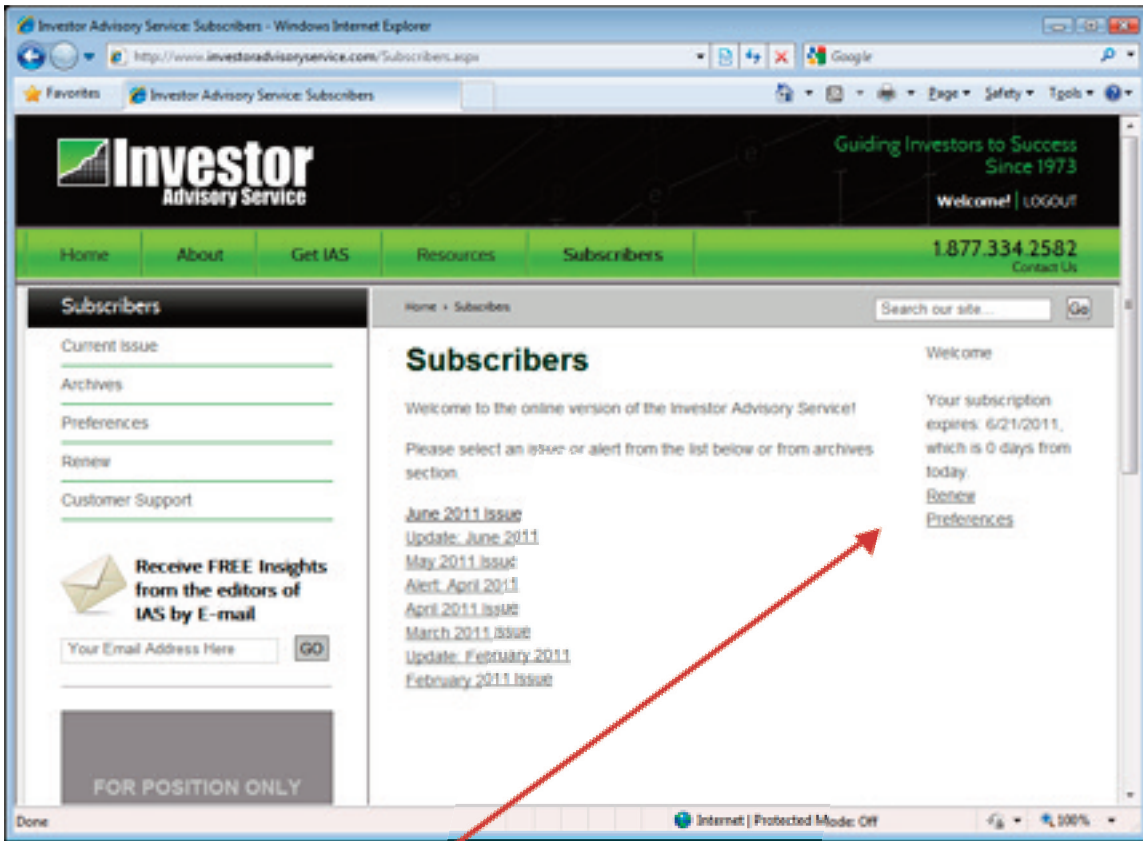 Investor Advisory Service: Subscribers - Windows Internet Explorer
http://www.investoradvisoryservice.com/Subscribers.aspx
Google
Favorites
Investor Advisory Service: Subscribers
Page Safety Tools
Investor
Advisory Service
Guiding Investors to Success
Since 1973
Welcome! | LOGOUT
Home About Get IAS Resources Subscribers
1.877.334.2582
Contact Us
Subscribers
Current Issue
Archives
Preferences
Renew
Customer Support
Receive FREE Insights
from the editors of
IAS by E-mail
Your Email Address Here GO
FOR POSITION ONLY
Home › Subscribers
Search our site... Go
Subscribers
Welcome to the online version of the Investor Advisory Service!
Please select an issue or alert from the list below or from archives
section.
June 2011 Issue
Update: June 2011
May 2011 Issue
Alert: April 2011
April 2011 Issue
March 2011 Issue
Update: February 2011
February 2011 Issue
Welcome
Your subscription
expires: 6/21/2011,
which is 0 days from
today.
Renew
Preferences
Done
Internet | Protected Mode: Off
100%